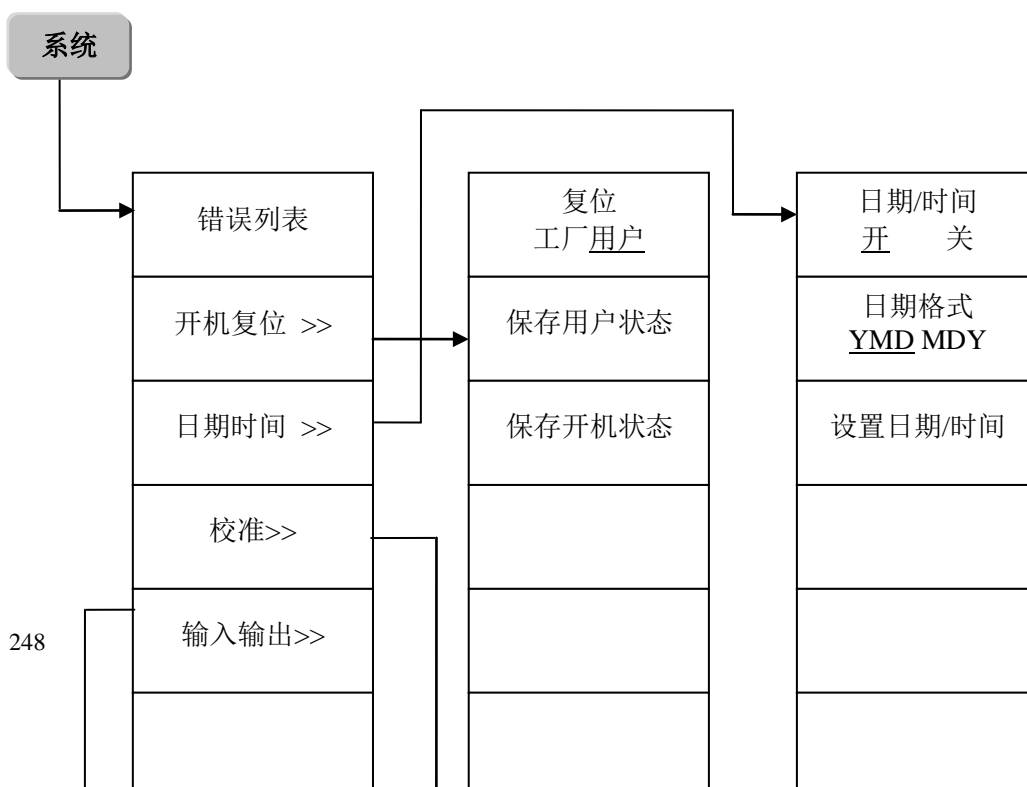 系统
错误列表
开机复位 >>
日期时间 >>
校准>>
输入输出>>
复位
工厂用户
保存用户状态
保存开机状态
日期/时间
开 关
日期格式
YMD MDY
设置日期/时间
248